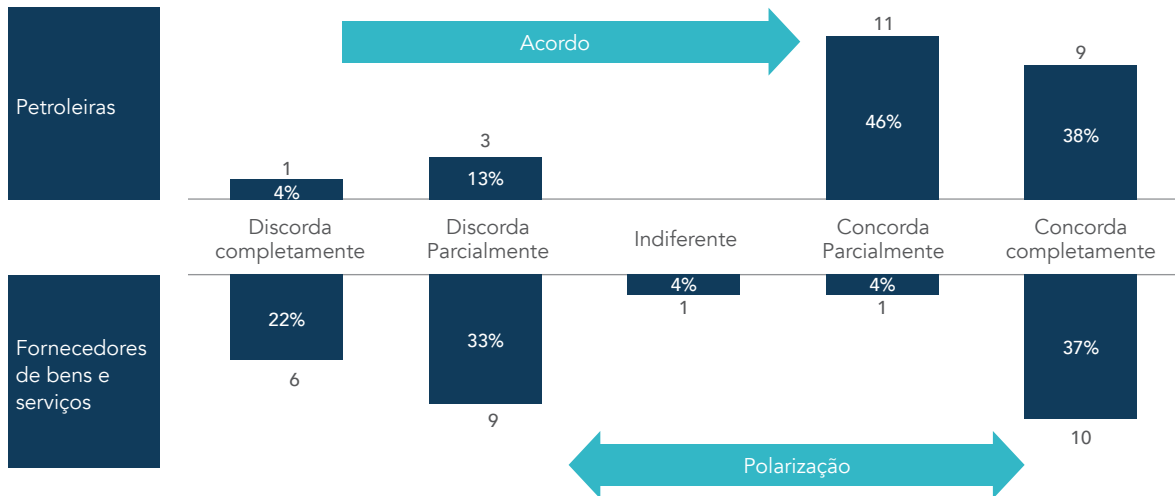 Acordo
11
9
Petroleiras
46%
38%
3
1
13%
4%
Discorda
completamente
Discorda
Parcialmente
Indiferente
Concorda
Parcialmente
Concorda
completamente
4%
4%
22%
33%
37%
1
1
Fornecedores
de bens e
serviços
6
9
10
Polarização